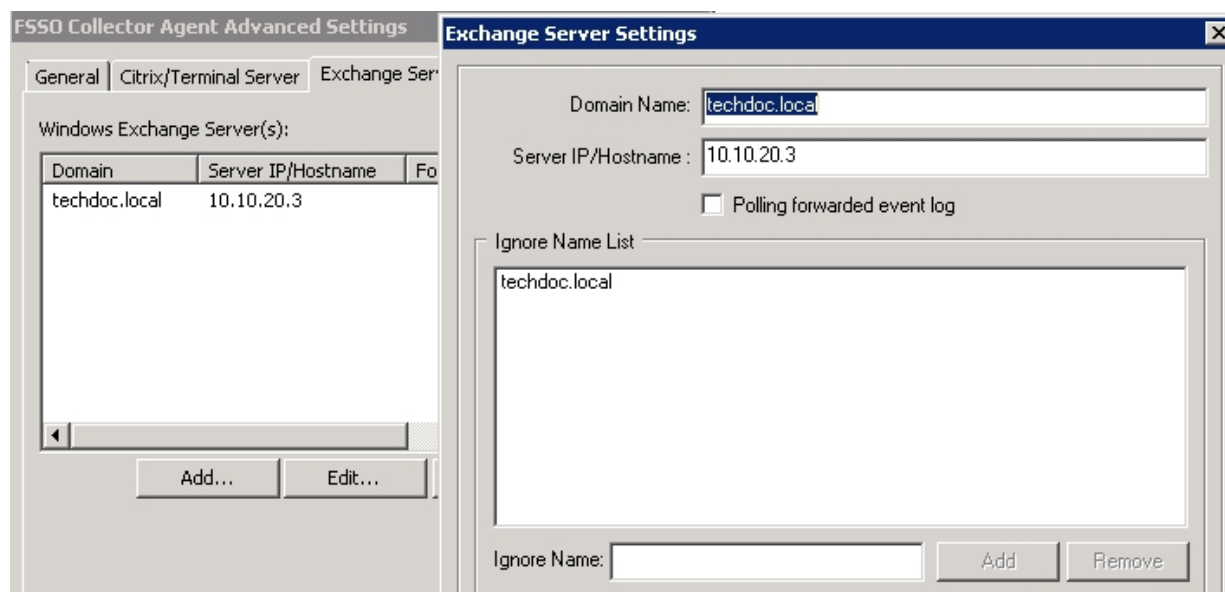 FSSO Collector Agent Advanced Settings
General
Citrix/Terminal Server
Exchange Ser
Windows Exchange Server(s):
Domain
Server IP/Hostname
Fo
techdoc.local
10.10.20.3
Add...
Edit...
Exchange Server Settings
Domain Name:
techdoc.local
Server IP/Hostname :
10.10.20.3
Polling forwarded event log
Ignore Name List
techdoc.local
Ignore Name:
Add
Remove